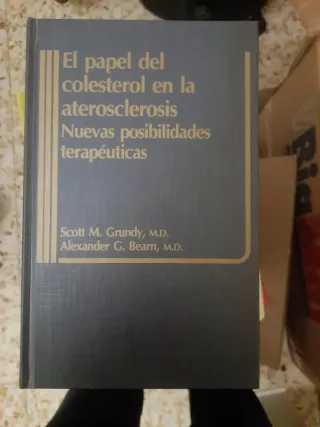 El papel del
colesterol en la
aterosclerosis
Nuevas posibilidades
terapéuticas
Scott M. Grundy, M.D.
Alexander G. Bearn, M.D.